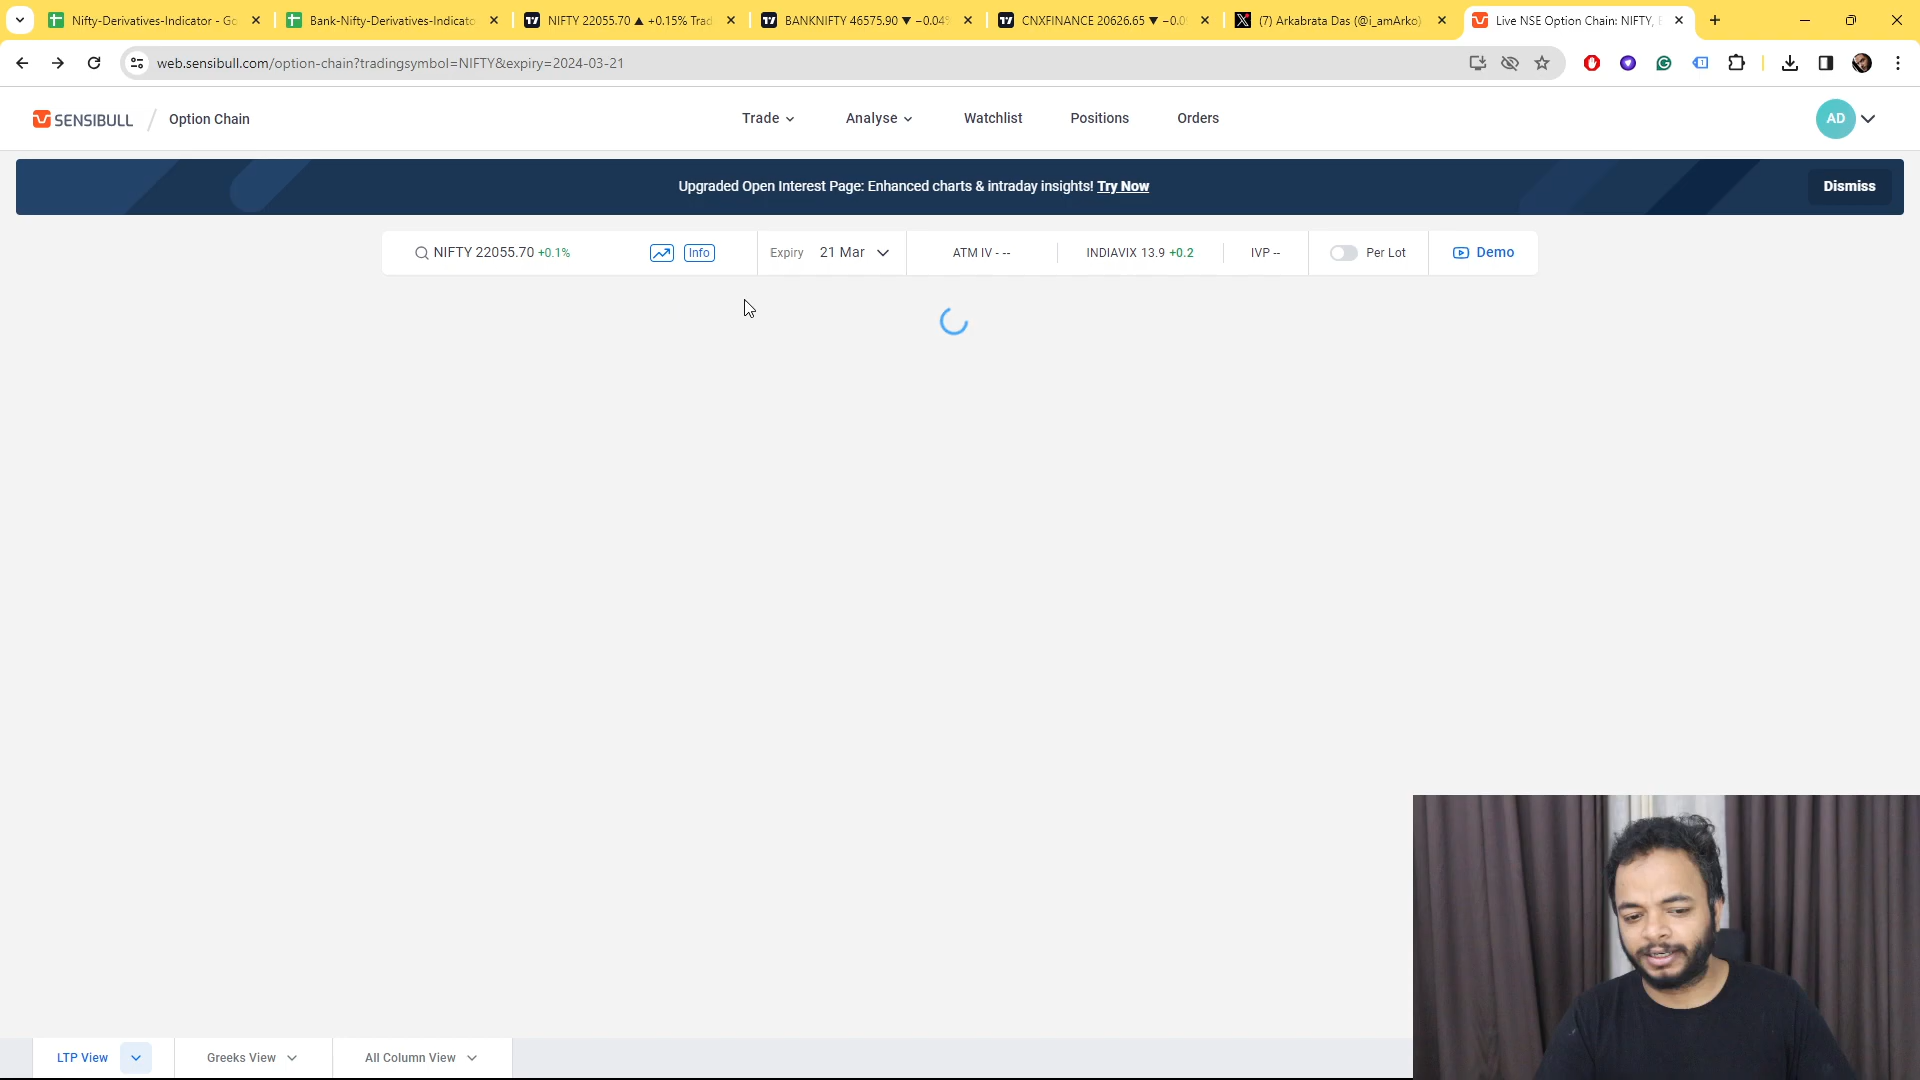 Nifty-Derivatives-Indicator - Go
Bank-Nifty-Derivatives-Indicato
NIFTY 22055.70 ▲ +0.15% Trad
BANKNIFTY 46575.90 ▼ −0.04%
CNXFINANCE 20626.65 ▼ −0.0
(7) Arkabrata Das (@i_amArko)
Live NSE Option Chain: NIFTY,
web.sensibull.com/option-chain?tradingsymbol=NIFTY&expiry=2024-03-21
SENSIBULL / Option Chain
Trade
Analyse
Watchlist
Positions
Orders
AD
Upgraded Open Interest Page: Enhanced charts & intraday insights! Try Now
Dismiss
NIFTY 22055.70 +0.1%
Info
Expiry 21 Mar
ATM IV - --
INDIAVIX 13.9 +0.2
IVP --
Per Lot
Demo
LTP View
Greeks View
All Column View